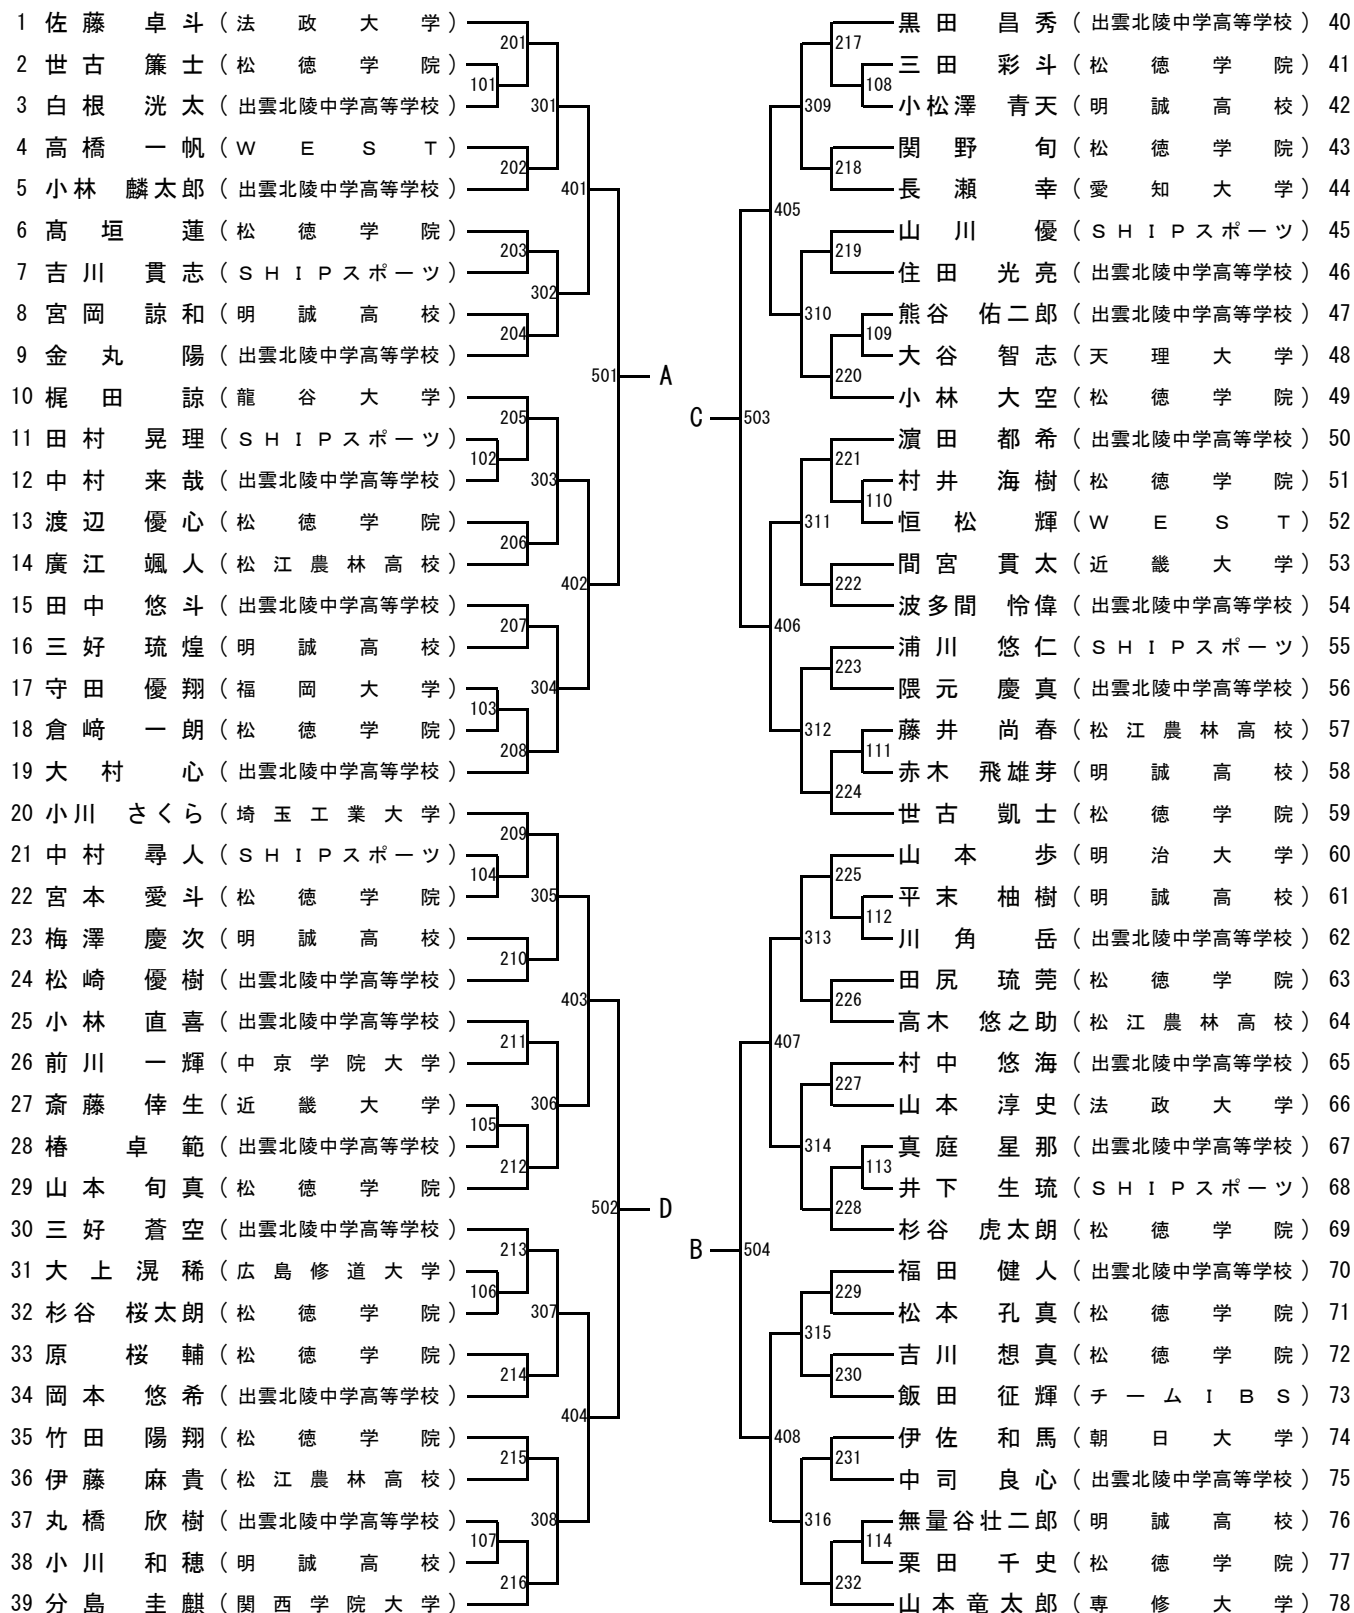 1 佐藤 卓斗 (法政大学)
2 世古 簾士 (松徳学院)
3 白根 洸太 (出雲北陵中学高等学校)
4 高橋 一帆 (WEST)
5 小林 麟太郎 (出雲北陵中学高等学校)
6 髙垣 蓮 (松徳学院)
7 吉川 貫志 (SHIPスポーツ)
8 宮岡 諒和 (明誠高校)
9 金丸 陽 (出雲北陵中学高等学校)
10 梶田 諒 (龍谷大学)
11 田村 晃理 (SHIPスポーツ)
12 中村 来哉 (出雲北陵中学高等学校)
13 渡辺 優心 (松徳学院)
14 廣江 颯人 (松江農林高校)
15 田中 悠斗 (出雲北陵中学高等学校)
16 三好 琉煌 (明誠高校)
17 守田 優翔 (福岡大学)
18 倉﨑 一朗 (松徳学院)
19 大村 心 (出雲北陵中学高等学校)
20 小川 さくら (埼玉工業大学)
21 中村 尋人 (SHIPスポーツ)
22 宮本 愛斗 (松徳学院)
23 梅澤 慶次 (明誠高校)
24 松崎 優樹 (出雲北陵中学高等学校)
25 小林 直喜 (出雲北陵中学高等学校)
26 前川 一輝 (中京学院大学)
27 斎藤 倖生 (近畿大学)
28 椿 卓範 (出雲北陵中学高等学校)
29 山本 旬真 (松徳学院)
30 三好 蒼空 (出雲北陵中学高等学校)
31 大上 滉稀 (広島修道大学)
32 杉谷 桜太朗 (松徳学院)
33 原 桜輔 (松徳学院)
34 岡本 悠希 (出雲北陵中学高等学校)
35 竹田 陽翔 (松徳学院)
36 伊藤 麻貴 (松江農林高校)
37 丸橋 欣樹 (出雲北陵中学高等学校)
38 小川 和穂 (明誠高校)
39 分島 圭麒 (関西学院大学)
101
102
103
104
105
106
107
201
202
203
204
205
206
207
208
209
210
211
212
213
214
215
216
301
302
303
304
305
306
307
308
401
402
403
404
501
502
A
D
C
B
503
504
405
406
407
408
309
310
311
312
313
314
315
316
217
218
219
220
221
222
223
224
225
226
227
228
229
230
231
232
108
109
110
111
112
113
114
黒田 昌秀 (出雲北陵中学高等学校) 40
三田 彩斗 (松徳学院) 41
小松澤 青天 (明誠高校) 42
関野 旬 (松徳学院) 43
長瀬 幸 (愛知大学) 44
山川 優 (SHIPスポーツ) 45
住田 光亮 (出雲北陵中学高等学校) 46
熊谷 佑二郎 (出雲北陵中学高等学校) 47
大谷 智志 (天理大学) 48
小林 大空 (松徳学院) 49
濵田 都希 (出雲北陵中学高等学校) 50
村井 海樹 (松徳学院) 51
恒松 輝 (WEST) 52
間宮 貫太 (近畿大学) 53
波多間 怜偉 (出雲北陵中学高等学校) 54
浦川 悠仁 (SHIPスポーツ) 55
隈元 慶真 (出雲北陵中学高等学校) 56
藤井 尚春 (松江農林高校) 57
赤木 飛雄芽 (明誠高校) 58
世古 凱士 (松徳学院) 59
山本 歩 (明治大学) 60
平末 柚樹 (明誠高校) 61
川角 岳 (出雲北陵中学高等学校) 62
田尻 琉莞 (松徳学院) 63
高木 悠之助 (松江農林高校) 64
村中 悠海 (出雲北陵中学高等学校) 65
山本 淳史 (法政大学) 66
真庭 星那 (出雲北陵中学高等学校) 67
井下 生琉 (SHIPスポーツ) 68
杉谷 虎太朗 (松徳学院) 69
福田 健人 (出雲北陵中学高等学校) 70
松本 孔真 (松徳学院) 71
吉川 想真 (松徳学院) 72
飯田 征輝 (チームIBS) 73
伊佐 和馬 (朝日大学) 74
中司 良心 (出雲北陵中学高等学校) 75
無量谷壮二郎 (明誠高校) 76
栗田 千史 (松徳学院) 77
山本竜太郎 (専修大学) 78